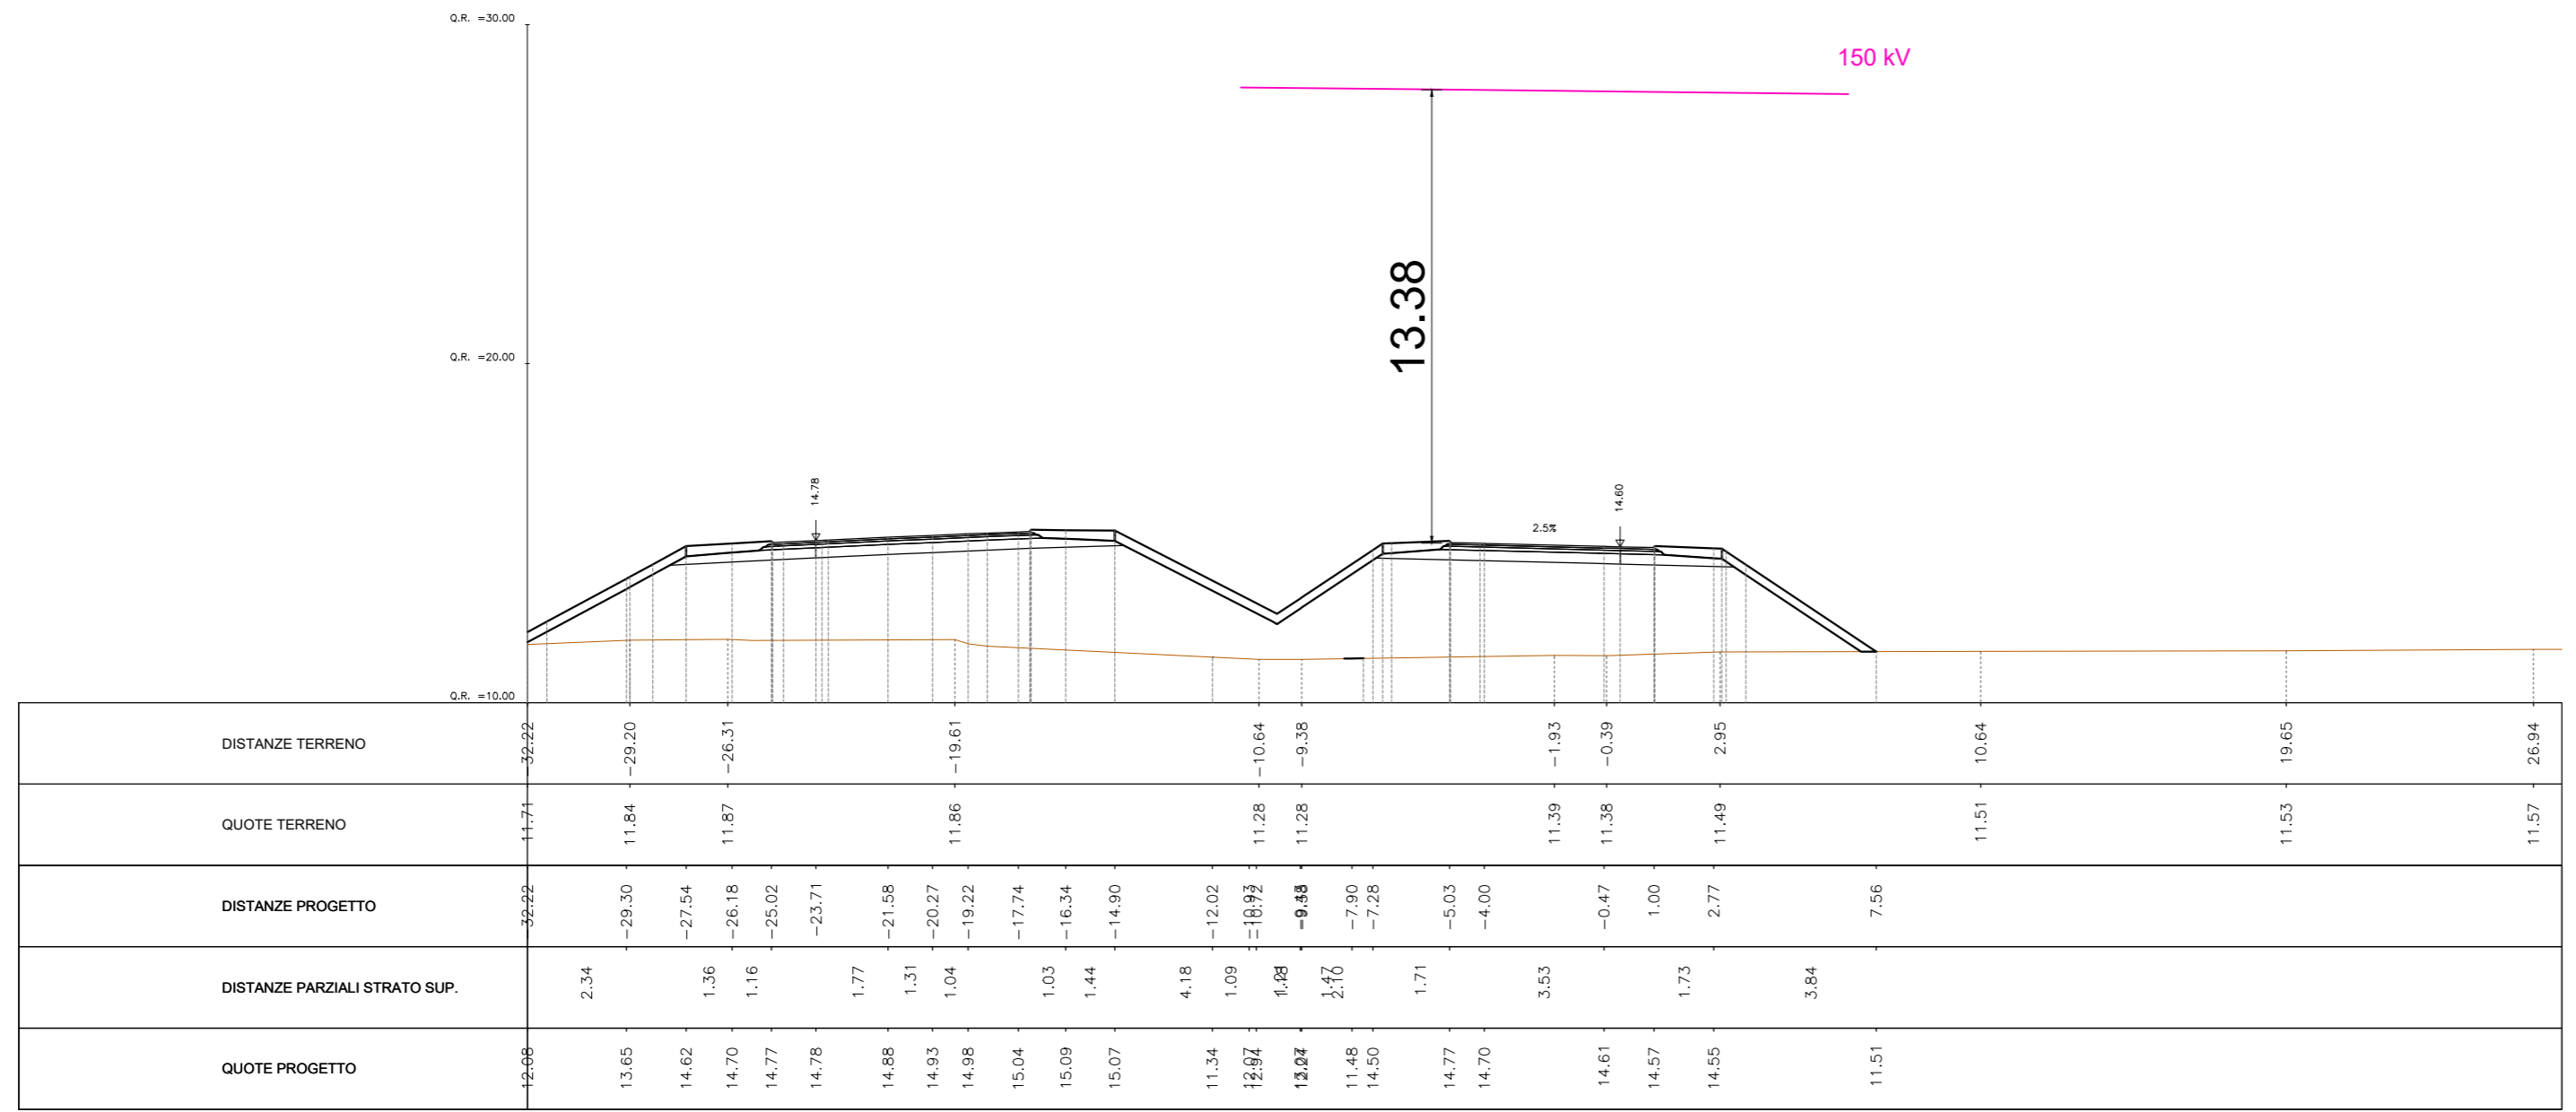 Q.R. =30.00
150 kV
13.38
Q.R. =20.00
14.78
14.60
2.5%
Q.R. =10.00
DISTANZE TERRENO -32.22 -29.20 -26.31 -19.61 -10.64 -9.38 -1.93 -0.39 2.95 10.64 19.65 26.94
QUOTE TERRENO 11.71 11.84 11.87 11.86 11.28 11.28 11.39 11.38 11.49 11.51 11.53 11.57
DISTANZE PROGETTO -32.22 -29.30 -27.54 -26.18 -25.02 -23.71 -21.58 -20.27 -19.22 -17.74 -16.34 -14.90 -12.02 -10.93 -10.72 -7.90 -7.28 -5.03 -4.00 -0.47 1.00 2.77 7.56
DISTANZE PARZIALI STRATO SUP. 2.34 1.36 1.16 1.77 1.31 1.04 1.03 1.44 4.18 1.09 1.47 2.10 1.71 3.53 1.73 3.84
QUOTE PROGETTO 12.08 13.65 14.62 14.70 14.77 14.78 14.88 14.93 14.98 15.04 15.09 15.07 11.34 12.07 12.94 11.48 14.50 14.77 14.70 14.61 14.57 14.55 11.51